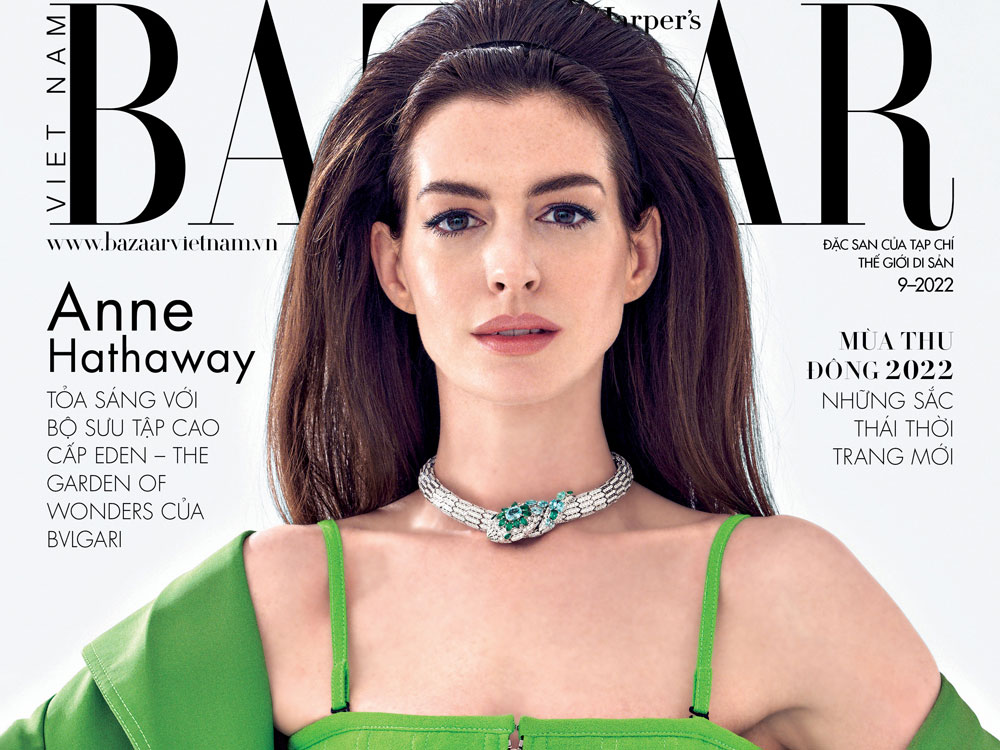 VIET NAM
Harper's
BAZAAR
www.bazaarvietnam.vn
ĐẶC SAN CỦA TẠP CHÍ
THẾ GIỚI DI SẢN
9–2022
Anne
Hathaway
TỎA SÁNG VỚI
BỘ SƯU TẬP CAO
CẤP EDEN – THE
GARDEN OF
WONDERS CỦA
BVLGARI
MÙA THU
ĐÔNG 2022
NHỮNG SẮC
THÁI THỜI
TRANG MỚI